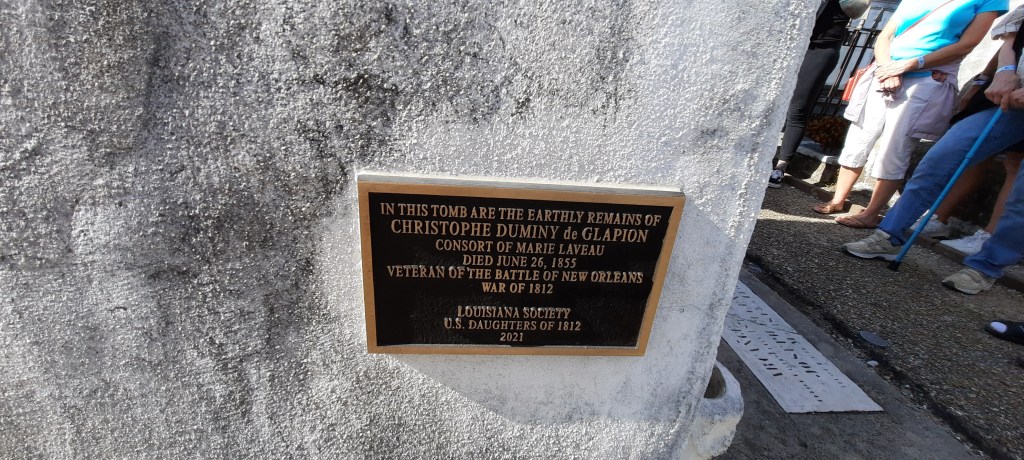 IN THIS TOMB ARE THE EARTHLY REMAINS OF
CHRISTOPHE DUMINY de GLAPION
CONSORT OF MARIE LAVEAU
DIED JUNE 26, 1855
VETERAN OF THE BATTLE OF NEW ORLEANS
WAR OF 1812
LOUISIANA SOCIETY
U.S. DAUGHTERS OF 1812
2021